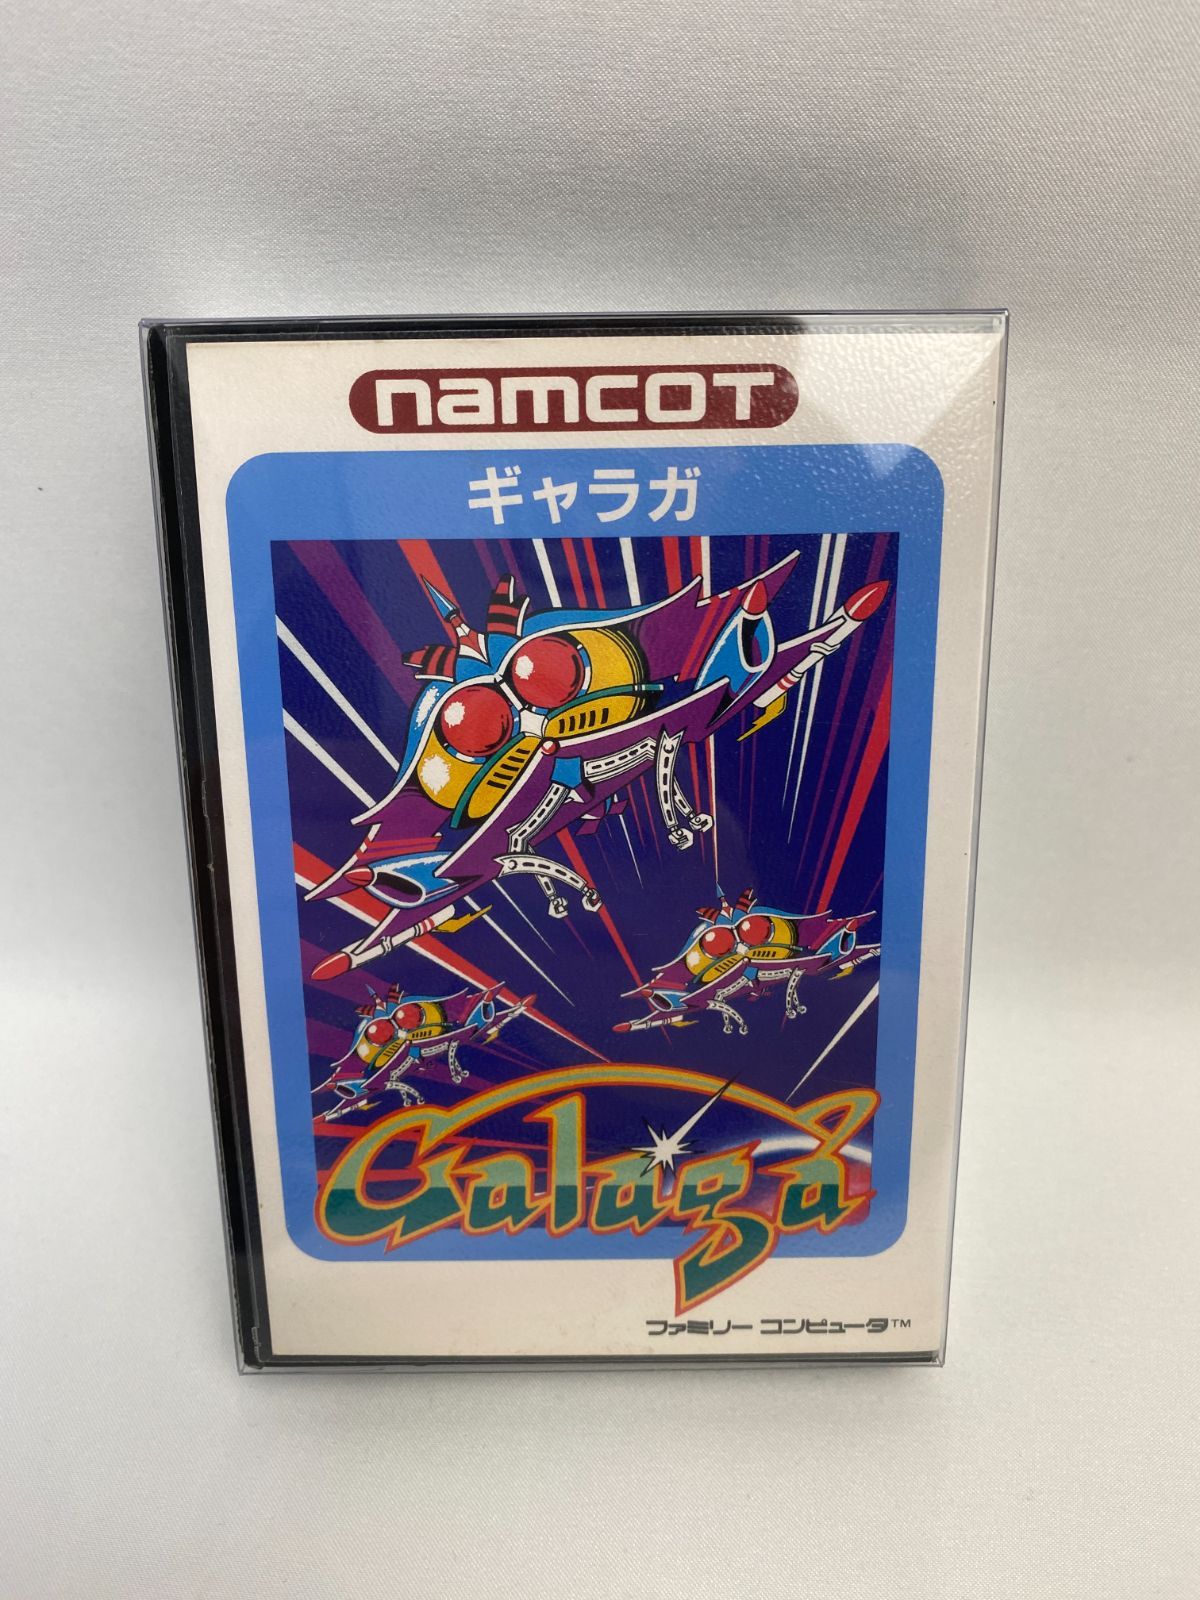 namcot
ギャラガ
Galaga
ファミリー コンピュータ™